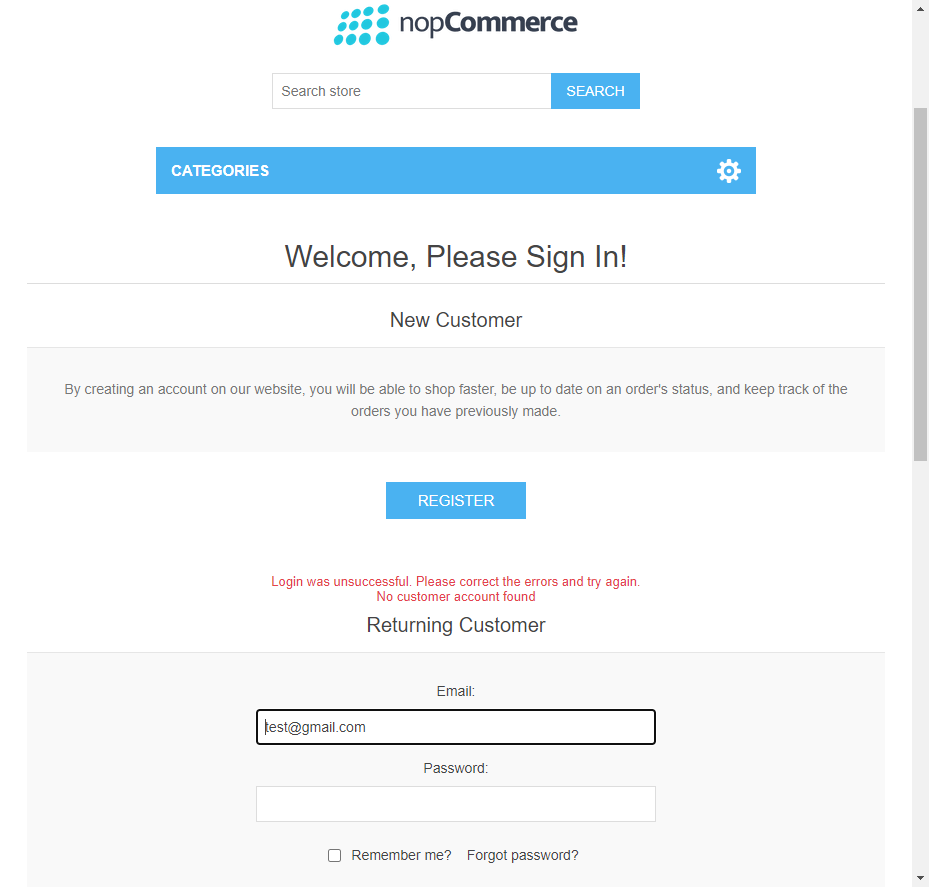 nopCommerce
Search store
SEARCH
CATEGORIES
Welcome, Please Sign In!
New Customer
By creating an account on our website, you will be able to shop faster, be up to date on an order's status, and keep track of the
orders you have previously made.
REGISTER
Login was unsuccessful. Please correct the errors and try again.
No customer account found
Returning Customer
Email:
test@gmail.com
Password:
Remember me? Forgot password?